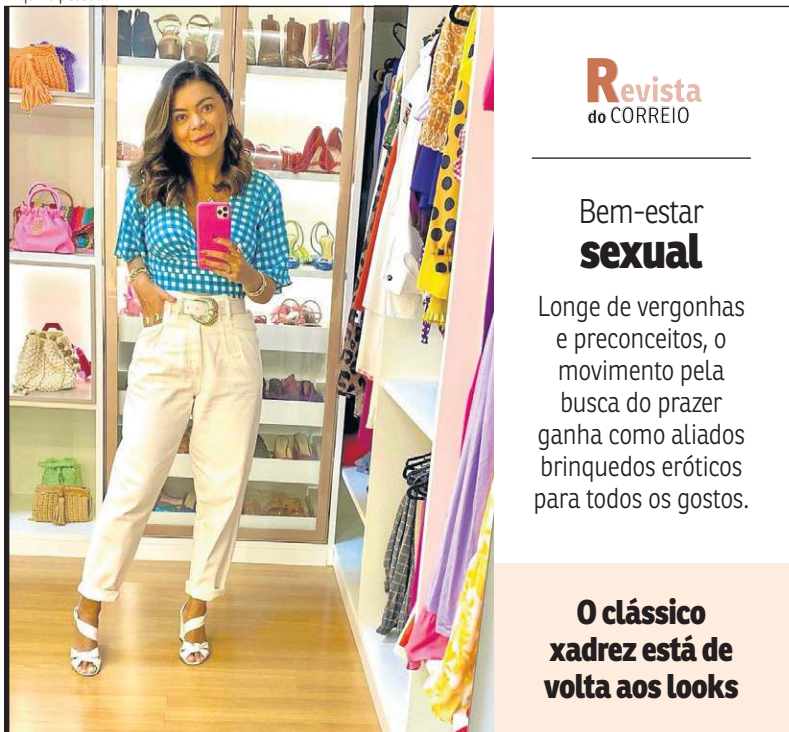 Revista
do CORREIO
Bem-estar
sexual
Longe de vergonhas
e preconceitos, o
movimento pela
busca do prazer
ganha como aliados
brinquedos eróticos
para todos os gostos.
O clássico
xadrez está de
volta aos looks